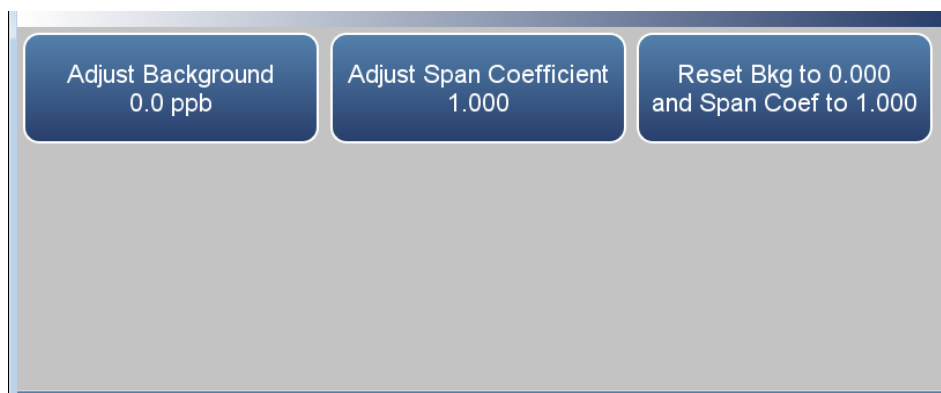 Adjust Background
0.0 ppb
Adjust Span Coefficient
1.000
Reset Bkg to 0.000
and Span Coef to 1.000